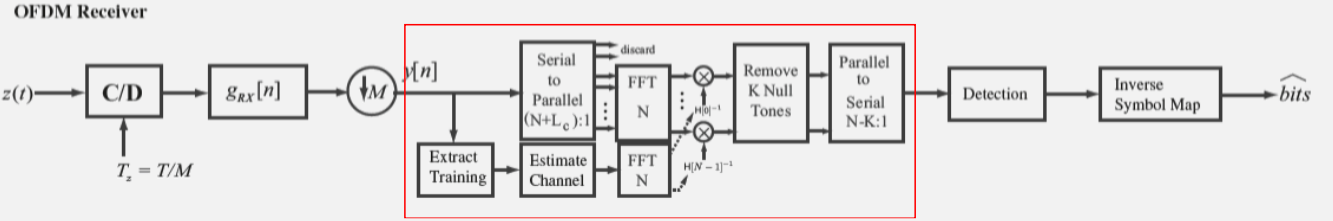 OFDM Receiver
z(t)
C/D
T_z = T/M
g_RX[n]
↓M
y[n]
Serial
to
Parallel
(N+L_c):1
discard
FFT
N
H[0]⁻¹
H[N − 1]⁻¹
Remove
K Null
Tones
Parallel
to
Serial
N-K:1
Extract
Training
Estimate
Channel
FFT
N
Detection
Inverse
Symbol Map
bits